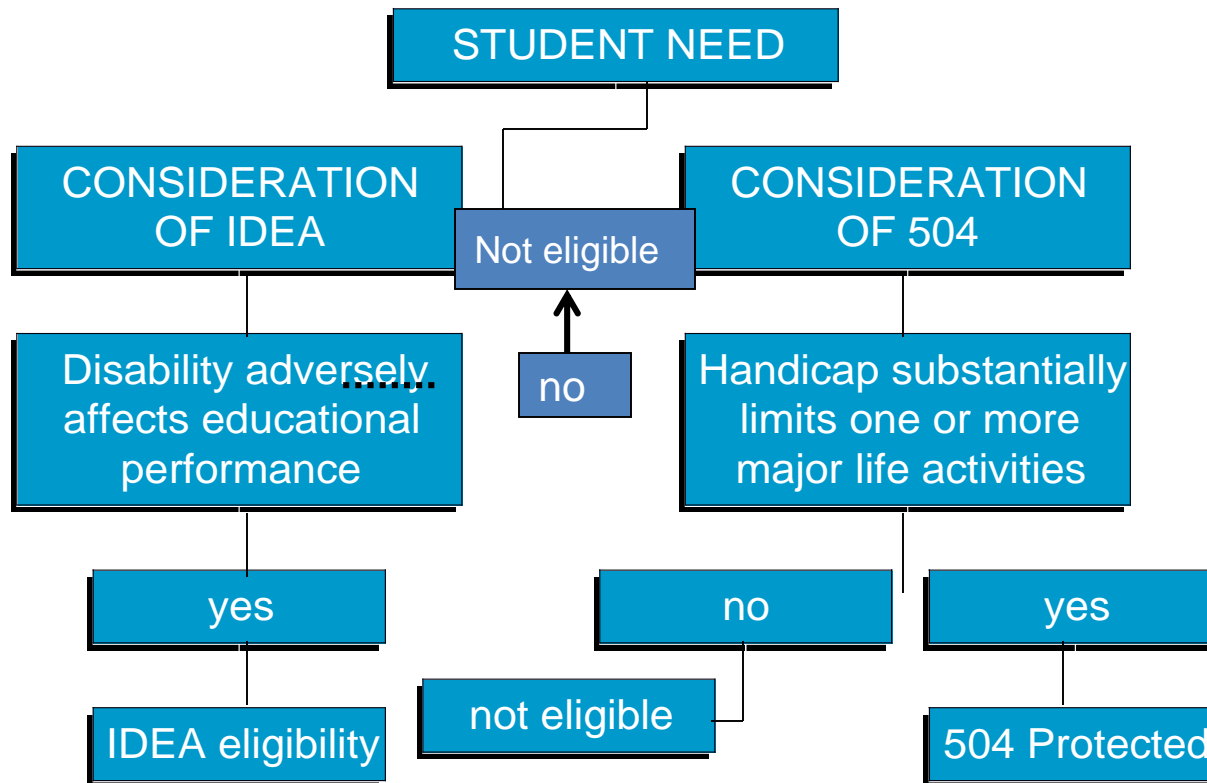 STUDENT NEED
CONSIDERATION
OF IDEA
Not eligible
CONSIDERATION
OF 504
Disability adversely
affects educational
performance
no
Handicap substantially
limits one or more
major life activities
yes
no
yes
IDEA eligibility
not eligible
504 Protected